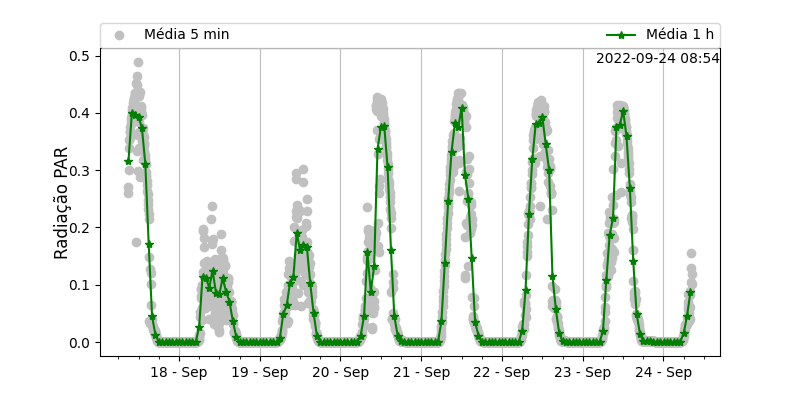 Média 5 min
Média 1 h
2022-09-24 08:54
Radiação PAR
0.5
0.4
0.3
0.2
0.1
0.0
18 - Sep
19 - Sep
20 - Sep
21 - Sep
22 - Sep
23 - Sep
24 - Sep